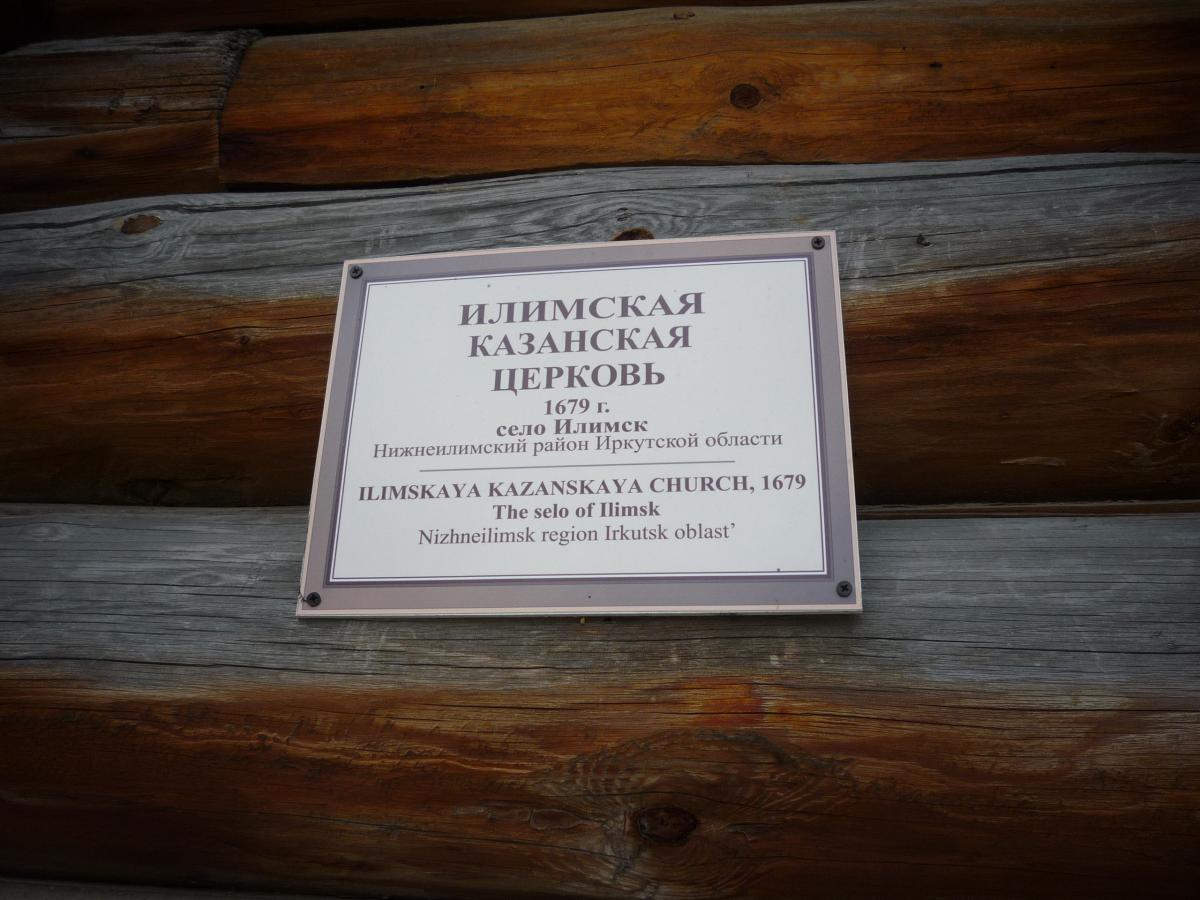 ИЛИМСКАЯ
КАЗАНСКАЯ
ЦЕРКОВЬ
1679 г.
село Илимск
Нижнеилимский район Иркутской области
ILIMSKAYA KAZANSKAYA CHURCH, 1679
The selo of Ilimsk
Nizhneilimsk region Irkutsk oblast’